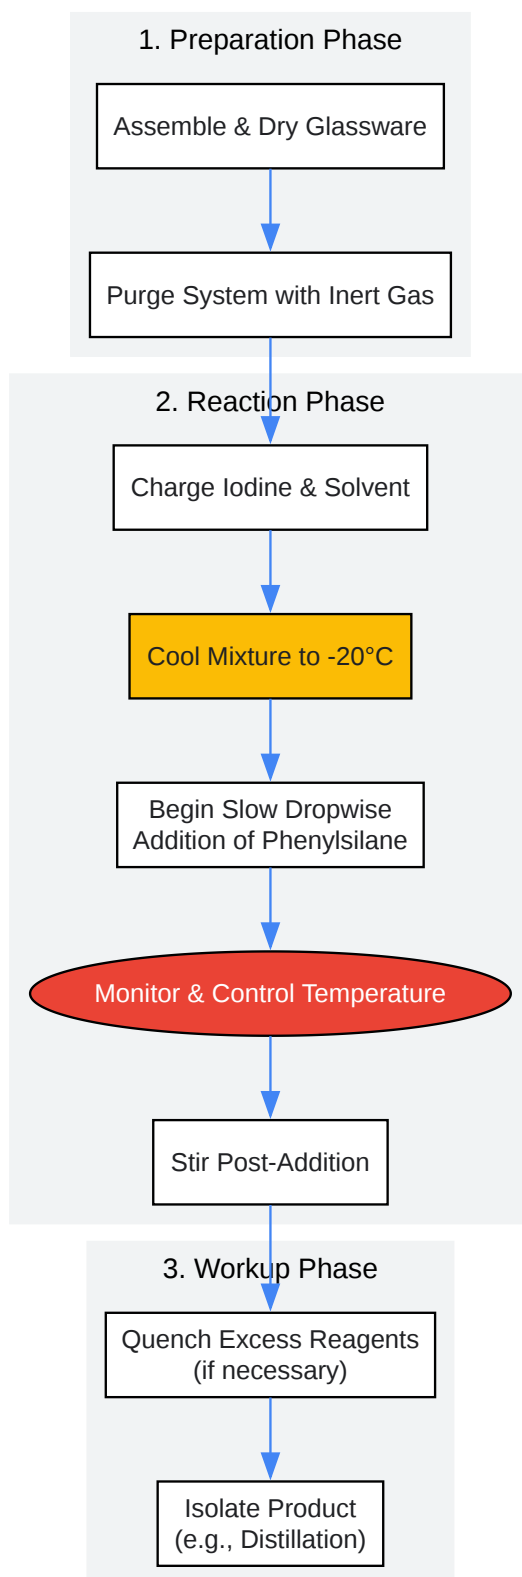 1. Preparation Phase
Assemble & Dry Glassware
Purge System with Inert Gas
2. Reaction Phase
Charge Iodine & Solvent
Cool Mixture to -20°C
Begin Slow Dropwise
Addition of Phenylsilane
Monitor & Control Temperature
Stir Post-Addition
3. Workup Phase
Quench Excess Reagents
(if necessary)
Isolate Product
(e.g., Distillation)